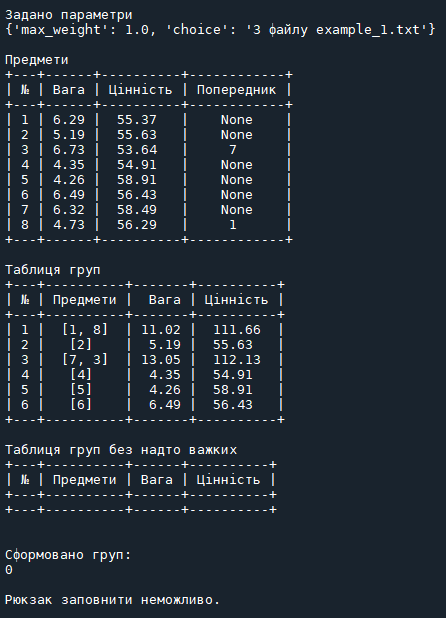 Задано параметри
{'max_weight': 1.0, 'choice': 'З файлу example_1.txt'}
Предмети
+---+------+----------+------------+
| № | Вага | Цінність | Попередник |
+---+------+----------+------------+
| 1 | 6.29 |  55.37   |    None    |
| 2 | 5.19 |  55.63   |    None    |
| 3 | 6.73 |  53.64   |     7      |
| 4 | 4.35 |  54.91   |    None    |
| 5 | 4.26 |  58.91   |    None    |
| 6 | 6.49 |  56.43   |    None    |
| 7 | 6.32 |  58.49   |    None    |
| 8 | 4.73 |  56.29   |     1      |
+---+------+----------+------------+
Таблиця груп
+---+----------+-------+----------+
| № | Предмети |  Вага | Цінність |
+---+----------+-------+----------+
| 1 |  [1, 8]  | 11.02 |  111.66  |
| 2 |   [2]    |  5.19 |  55.63   |
| 3 |  [7, 3]  | 13.05 |  112.13  |
| 4 |   [4]    |  4.35 |  54.91   |
| 5 |   [5]    |  4.26 |  58.91   |
| 6 |   [6]    |  6.49 |  56.43   |
+---+----------+-------+----------+
Таблиця груп без надто важких
+---+----------+------+----------+
| № | Предмети | Вага | Цінність |
+---+----------+------+----------+
+---+----------+------+----------+
Сформовано груп:
0
Рюкзак заповнити неможливо.